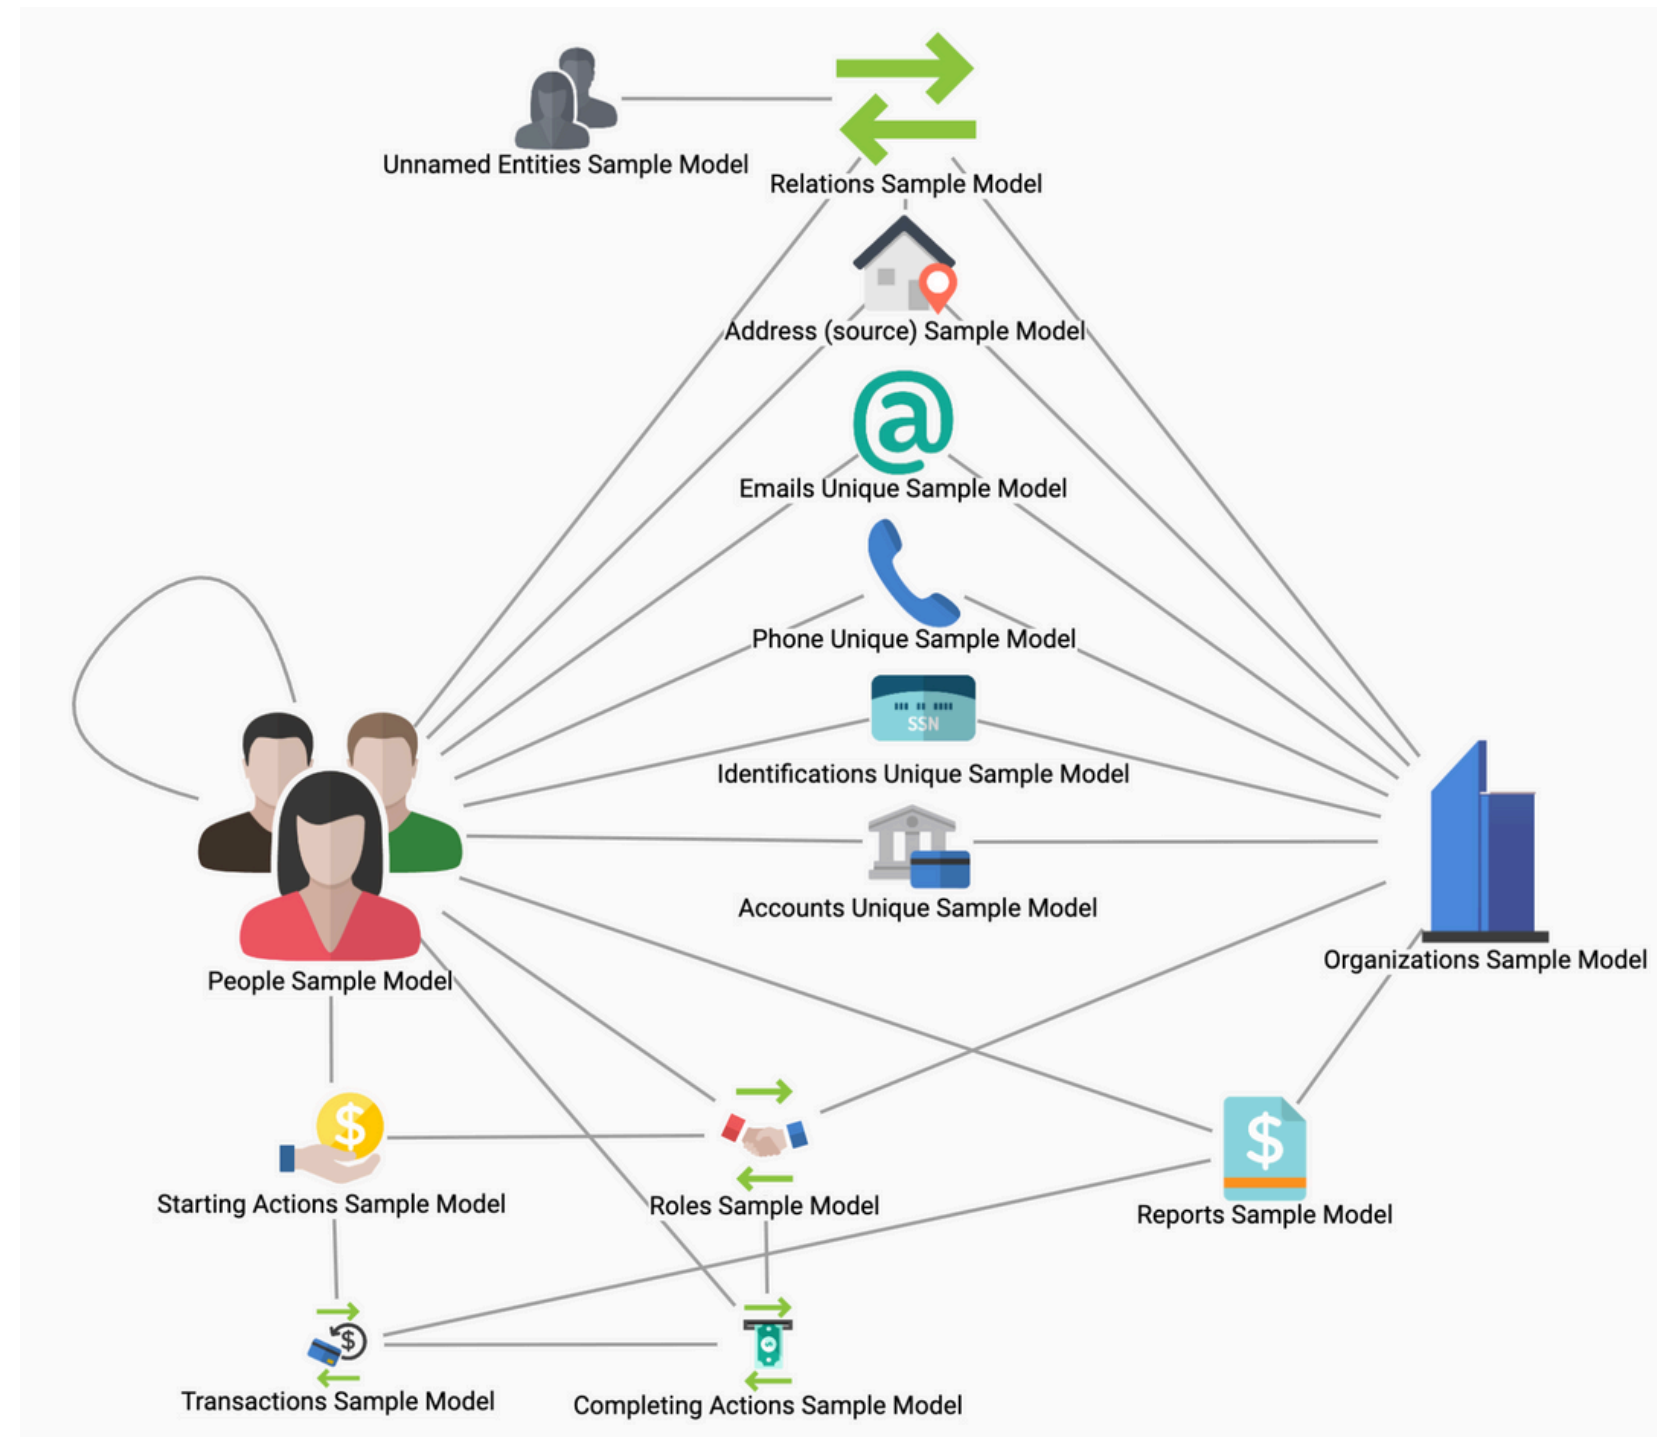 Unnamed Entities Sample Model
Relations Sample Model
Address (source) Sample Model
@
Emails Unique Sample Model
Phone Unique Sample Model
SSN
Identifications Unique Sample Model
Accounts Unique Sample Model
Organizations Sample Model
People Sample Model
$
Starting Actions Sample Model
Roles Sample Model
$
Reports Sample Model
$
Transactions Sample Model
$
Completing Actions Sample Model